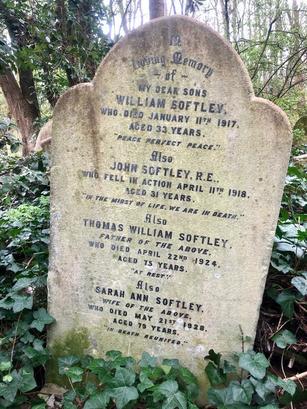 In
Loving Memory
– of –
MY DEAR SONS
WILLIAM SOFTLEY,
WHO DIED JANUARY 11TH 1917.
AGED 33 YEARS.
"PEACE PERFECT PEACE."
Also
JOHN SOFTLEY, R.E.,
WHO FELL IN ACTION APRIL 11TH 1918,
AGED 31 YEARS.
"IN THE MIDST OF LIFE, WE ARE IN DEATH."
Also
THOMAS WILLIAM SOFTLEY,
FATHER OF THE ABOVE,
WHO DIED APRIL 22ND 1924,
AGED 75 YEARS.
"AT REST."
Also
SARAH ANN SOFTLEY,
WIFE OF THE ABOVE,
WHO DIED MAY 21ST 1928,
AGED 79 YEARS.
"IN DEATH REUNITED."